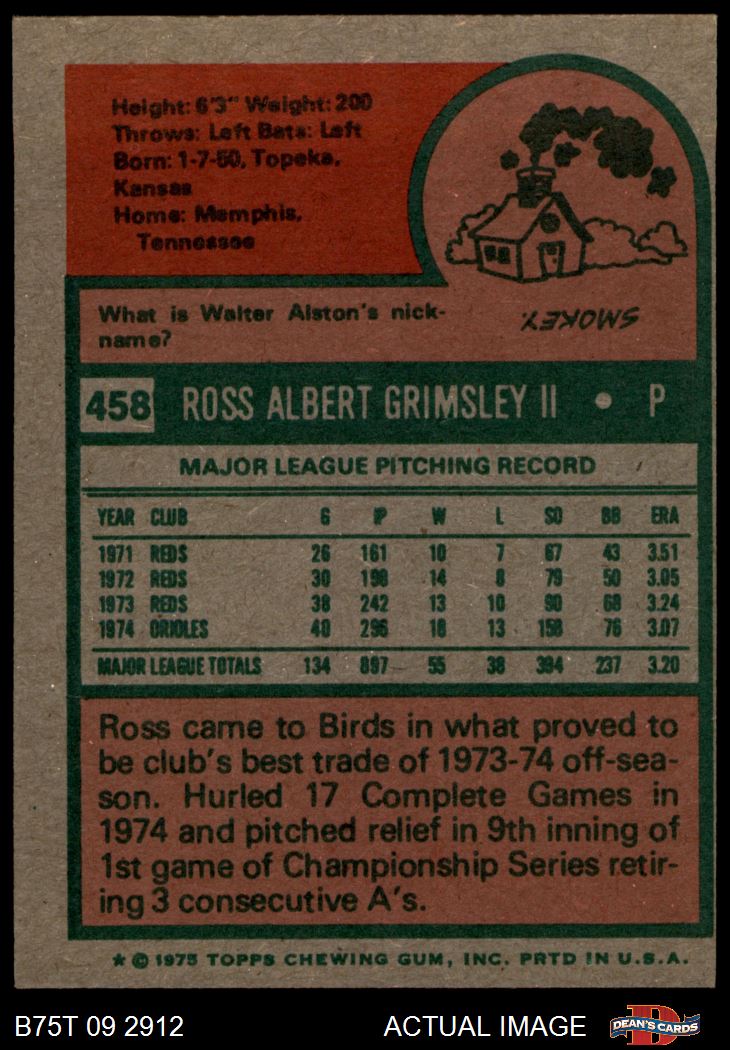 Height: 6'3" Weight: 200
Throws: Left Bats: Left
Born: 1-7-50, Topeka,
Kansas
Home: Memphis,
Tennessee
What is Walter Alston's nick-
name?
SMOKEY.
458 ROSS ALBERT GRIMSLEY II • P
MAJOR LEAGUE PITCHING RECORD
YEAR CLUB G IP W L SO BB ERA
1971 REDS 26 161 10 7 67 43 3.51
1972 REDS 30 198 14 8 79 50 3.05
1973 REDS 38 242 13 10 90 68 3.24
1974 ORIOLES 40 296 18 13 158 76 3.07
MAJOR LEAGUE TOTALS 134 897 55 38 394 237 3.20
Ross came to Birds in what proved to
be club's best trade of 1973-74 off-sea-
son. Hurled 17 Complete Games in
1974 and pitched relief in 9th inning of
1st game of Championship Series retir-
ing 3 consecutive A's.
* © 1975 TOPPS CHEWING GUM, INC. PRTD IN U.S.A.
B75T 09 2912 ACTUAL IMAGE DEAN'S CARDS